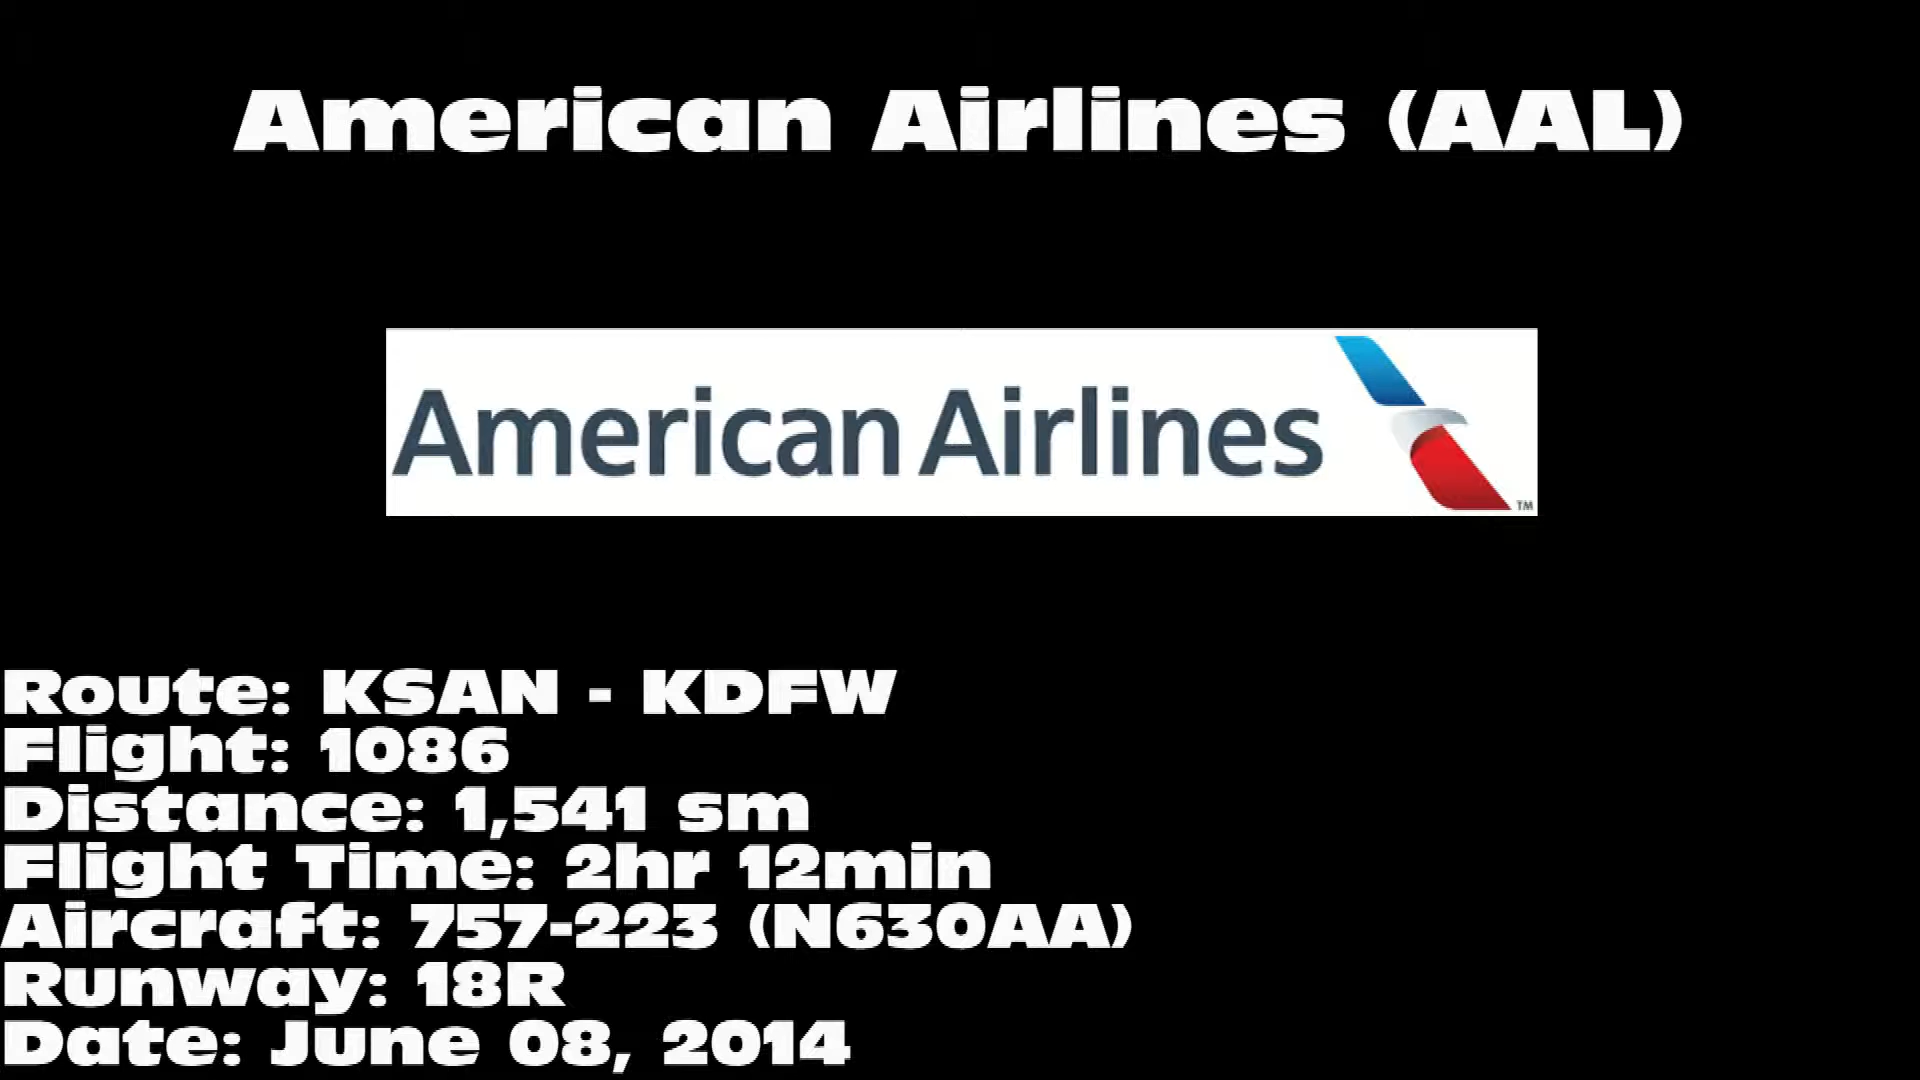 American Airlines (AAL)
American Airlines
TM
Route: KSAN - KDFW
Flight: 1086
Distance: 1,541 sm
Flight Time: 2hr 12min
Aircraft: 757-223 (N630AA)
Runway: 18R
Date: June 08, 2014